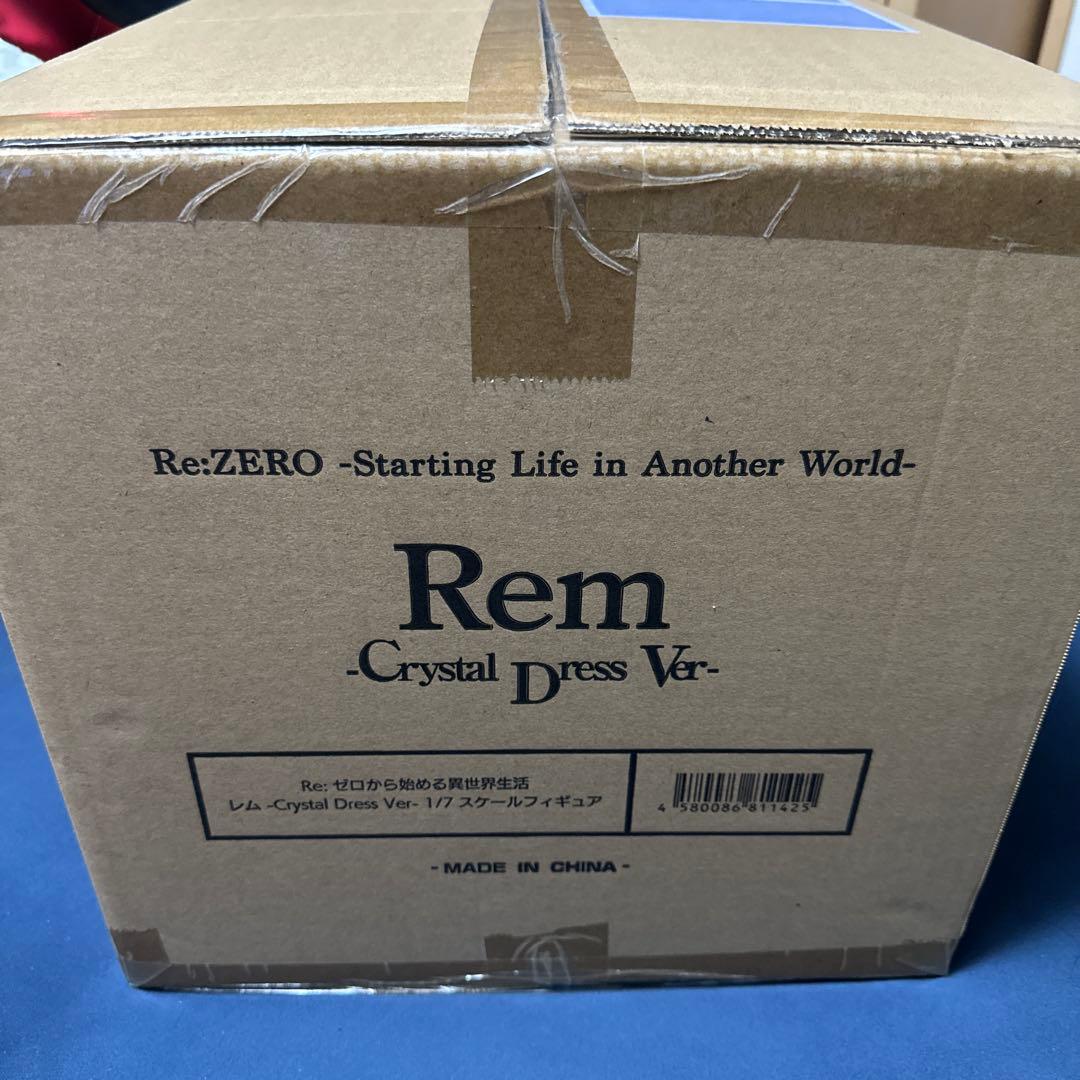 Re:ZERO -Starting Life in Another World-
Rem
-Crystal Dress Ver-
Re: ゼロから始める異世界生活
レム -Crystal Dress Ver- 1/7 スケールフィギュア
4 580086 811425
- MADE IN CHINA -